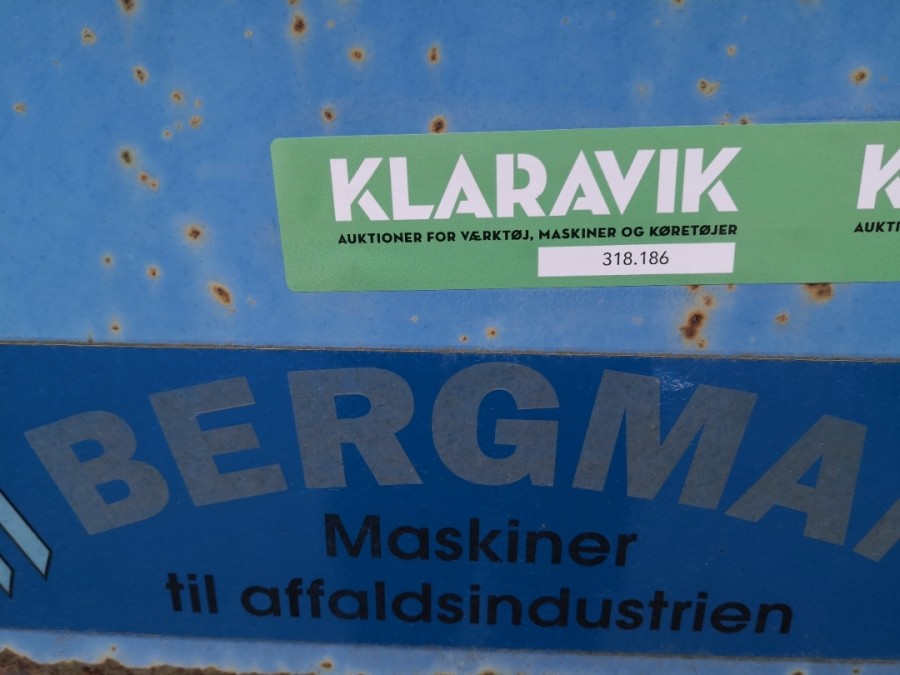 KLARAVIK
AUKTIONER FOR VÆRKTØJ, MASKINER OG KØRETØJER
318.186
Maskiner
til affaldsindustrien